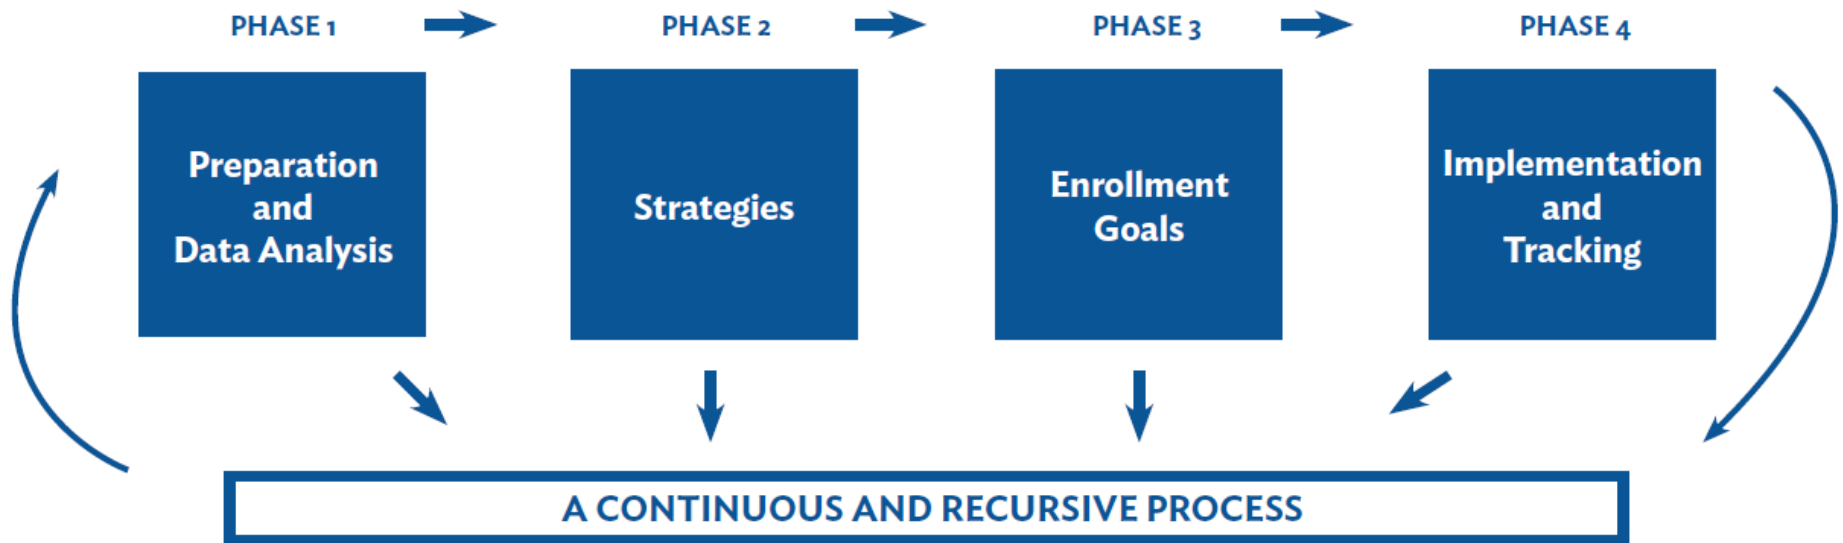 PHASE 1
PHASE 2
PHASE 3
PHASE 4
Preparation
and
Data Analysis
Strategies
Enrollment
Goals
Implementation
and
Tracking
A CONTINUOUS AND RECURSIVE PROCESS